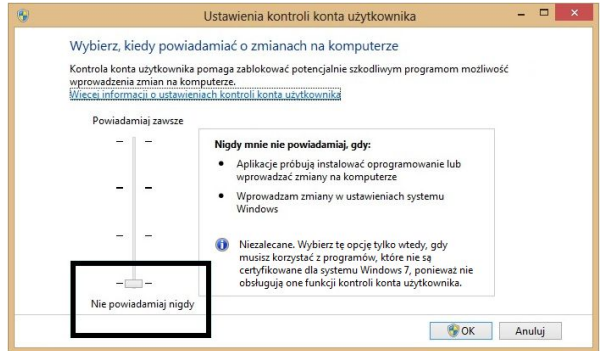 Ustawienia kontroli konta użytkownika
Wybierz, kiedy powiadamiać o zmianach na komputerze
Kontrola konta użytkownika pomaga zablokować potencjalnie szkodliwym programom możliwość
wprowadzenia zmian na komputerze.
Więcej informacji o ustawieniach kontroli konta użytkownika
Powiadamiaj zawsze
Nigdy mnie nie powiadamiaj, gdy:
• Aplikacje próbują instalować oprogramowanie lub
wprowadzać zmiany na komputerze
• Wprowadzam zmiany w ustawieniach systemu
Windows
Niezalecane. Wybierz tę opcję tylko wtedy, gdy
musisz korzystać z programów, które nie są
certyfikowane dla systemu Windows 7, ponieważ nie
obsługują one funkcji kontroli konta użytkownika.
Nie powiadamiaj nigdy
OK
Anuluj